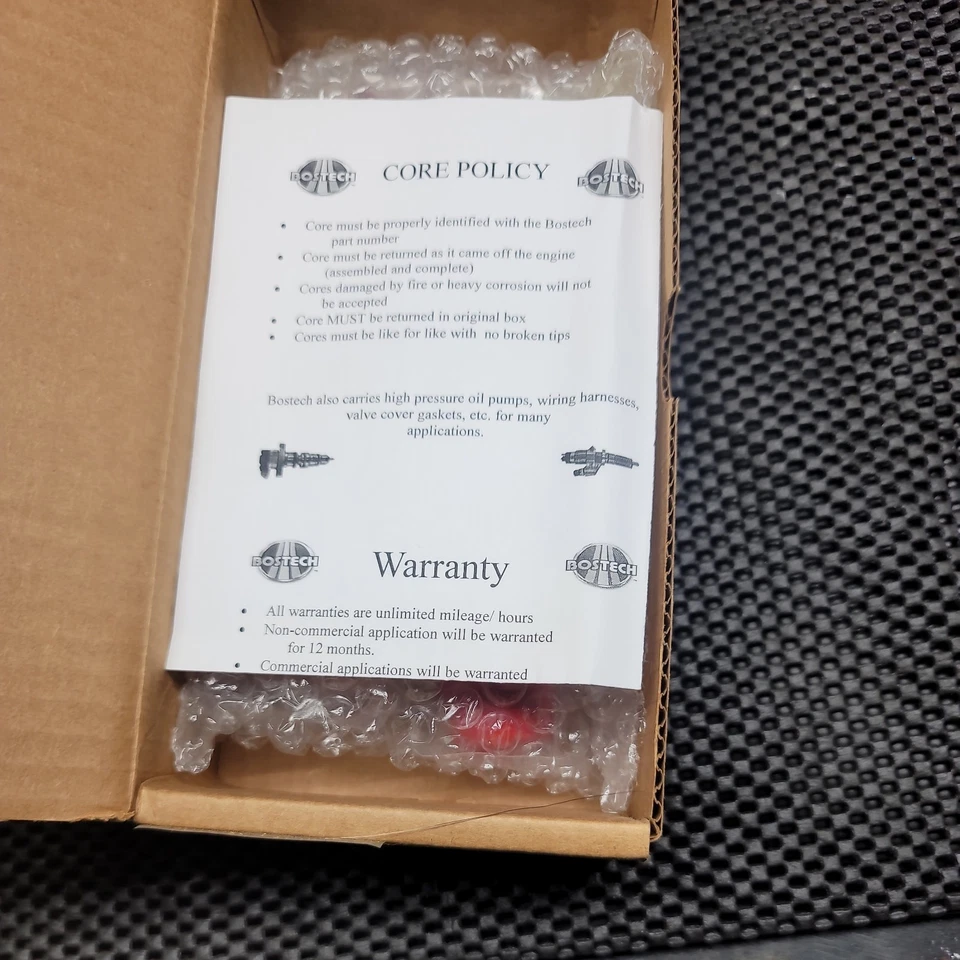 BOSTECH CORE POLICY BOSTECH
• Core must be properly identified with the Bostech
part number
• Core must be returned as it came off the engine
(assembled and complete)
• Cores damaged by fire or heavy corrosion will not
be accepted
• Core MUST be returned in original box
• Cores must be like for like with no broken tips
Bostech also carries high pressure oil pumps, wiring harnesses,
valve cover gaskets, etc. for many
applications.
BOSTECH Warranty BOSTECH
• All warranties are unlimited mileage/ hours
• Non-commercial application will be warranted
for 12 months.
• Commercial applications will be warranted